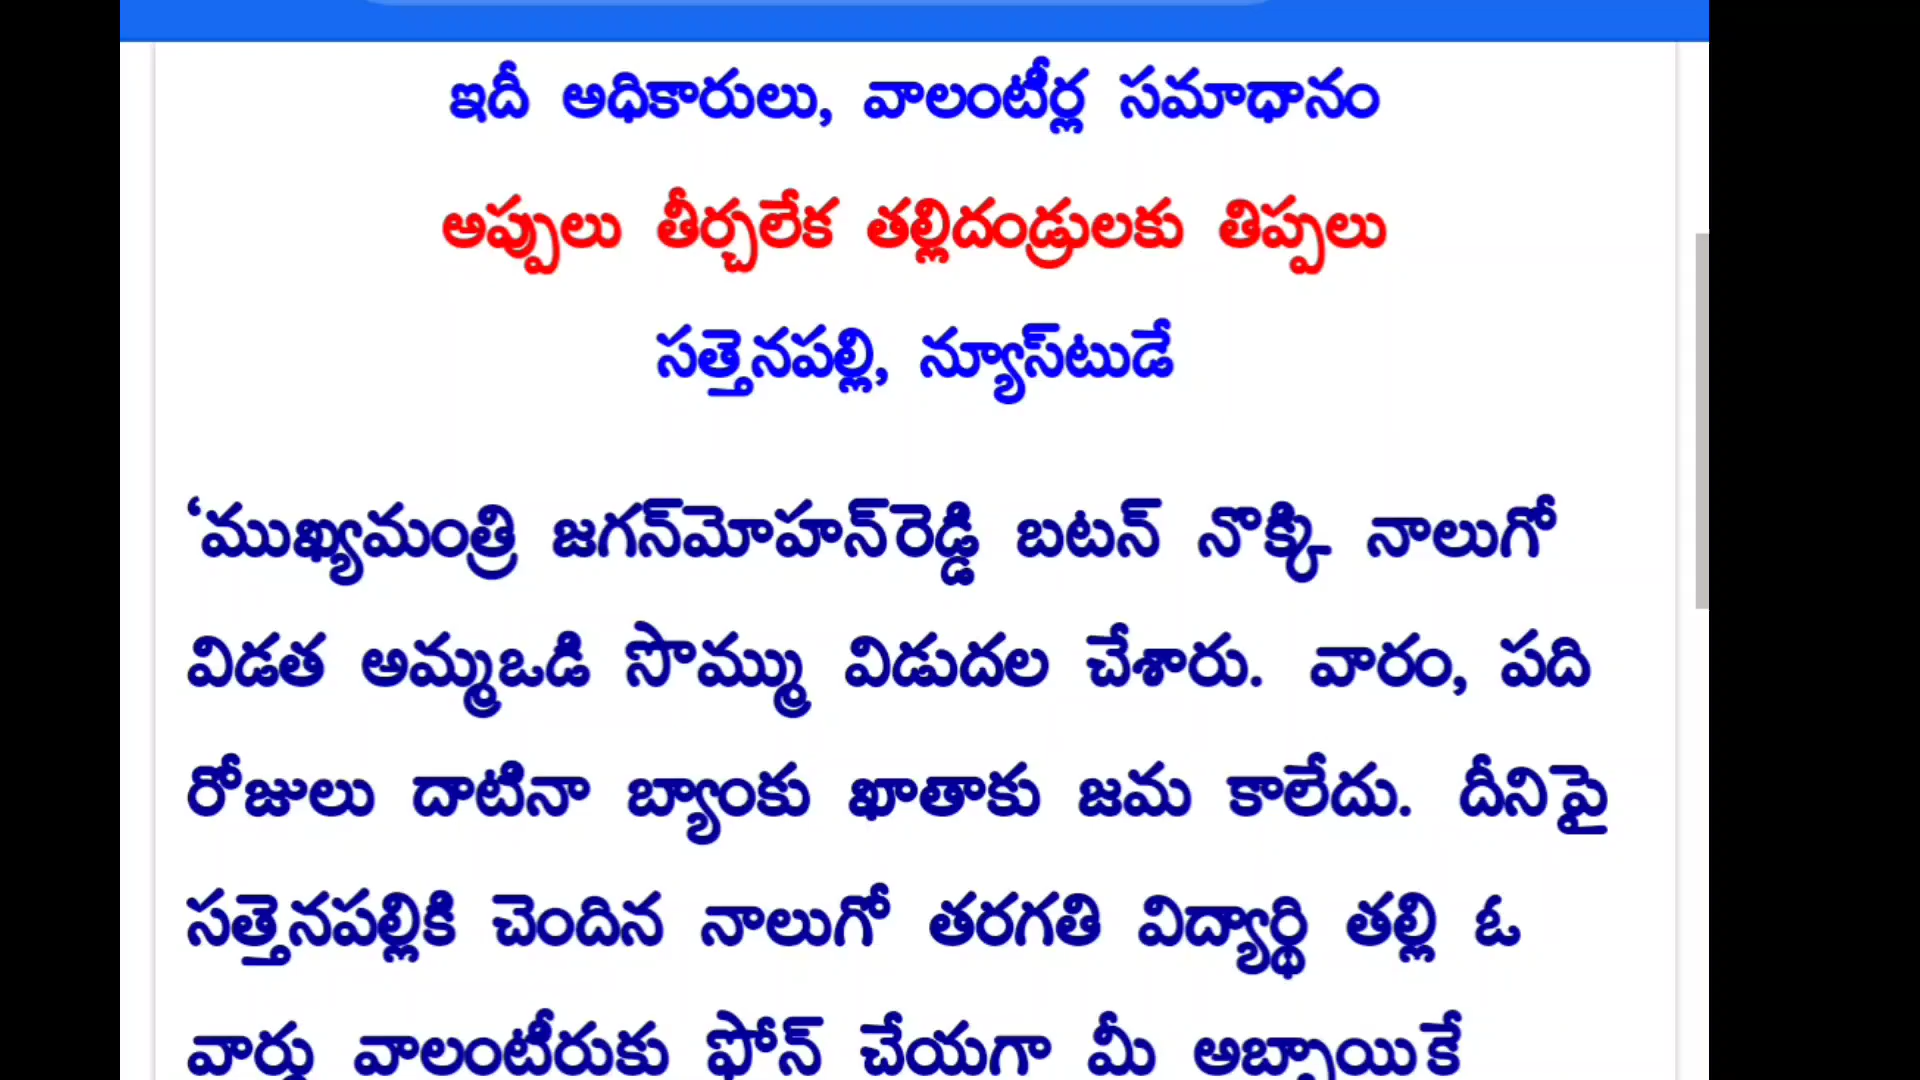 ఇదీ అధికారులు, వాలంటీర్ల సమాధానం
అప్పులు తీర్చలేక తల్లిదండ్రులకు తిప్పలు
సత్తెనపల్లి, న్యూస్‌టుడే
‘ముఖ్యమంత్రి జగన్‌మోహన్‌రెడ్డి బటన్ నొక్కి నాలుగో
విడత అమ్మఒడి సొమ్ము విడుదల చేశారు. వారం, పది
రోజులు దాటినా బ్యాంకు ఖాతాకు జమ కాలేదు. దీనిపై
సత్తెనపల్లికి చెందిన నాలుగో తరగతి విద్యార్థి తల్లి ఓ
వార్డు వాలంటీరుకు ఫోన్ చేయగా మీ అబ్బాయికే